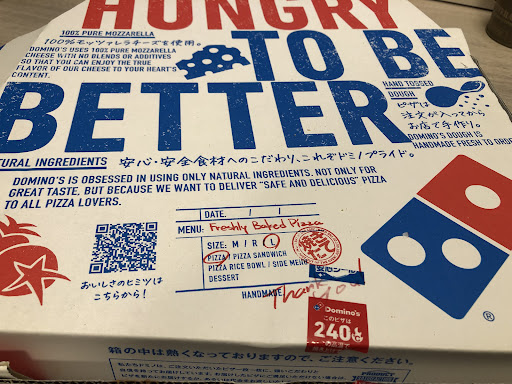 HUNGRY
TO BE
BETTER
100% PURE MOZZARELLA
100%モッツァレラチーズを使用。
DOMINO'S USES 100% PURE MOZZARELLA
CHEESE WITH NO BLENDS OR ADDITIVES
SO THAT YOU CAN ENJOY THE TRUE
FLAVOR OF OUR CHEESE TO YOUR HEART'S
CONTENT.
HAND TOSSED
DOUGH
ピザは
注文が入ってから
お店で手作り。
DOMINO'S DOUGH IS
HANDMADE FRESH TO ORDE
TURAL INGREDIENTS
安心・安全食材へのこだわり、これぞドミノプライド。
DOMINO'S IS OBSESSED IN USING ONLY NATURAL INGREDIENTS. NOT ONLY FOR
GREAT TASTE, BUT BECAUSE WE WANT TO DELIVER "SAFE AND DELICIOUS" PIZZA
TO ALL PIZZA LOVERS.
おいしさのヒミツは
こちらから!
DATE. / /
MENU: Freshly Baked Pizza
SIZE: M / R / L
PIZZA / PIZZA SANDWICH
PIZZA RICE BOWL / SIDE MENU
DESSERT
HANDMADE
Thank you!
安心シール
Domino's
このピザは
240
®
箱の中は熱くなっておりますので、ご注意ください。